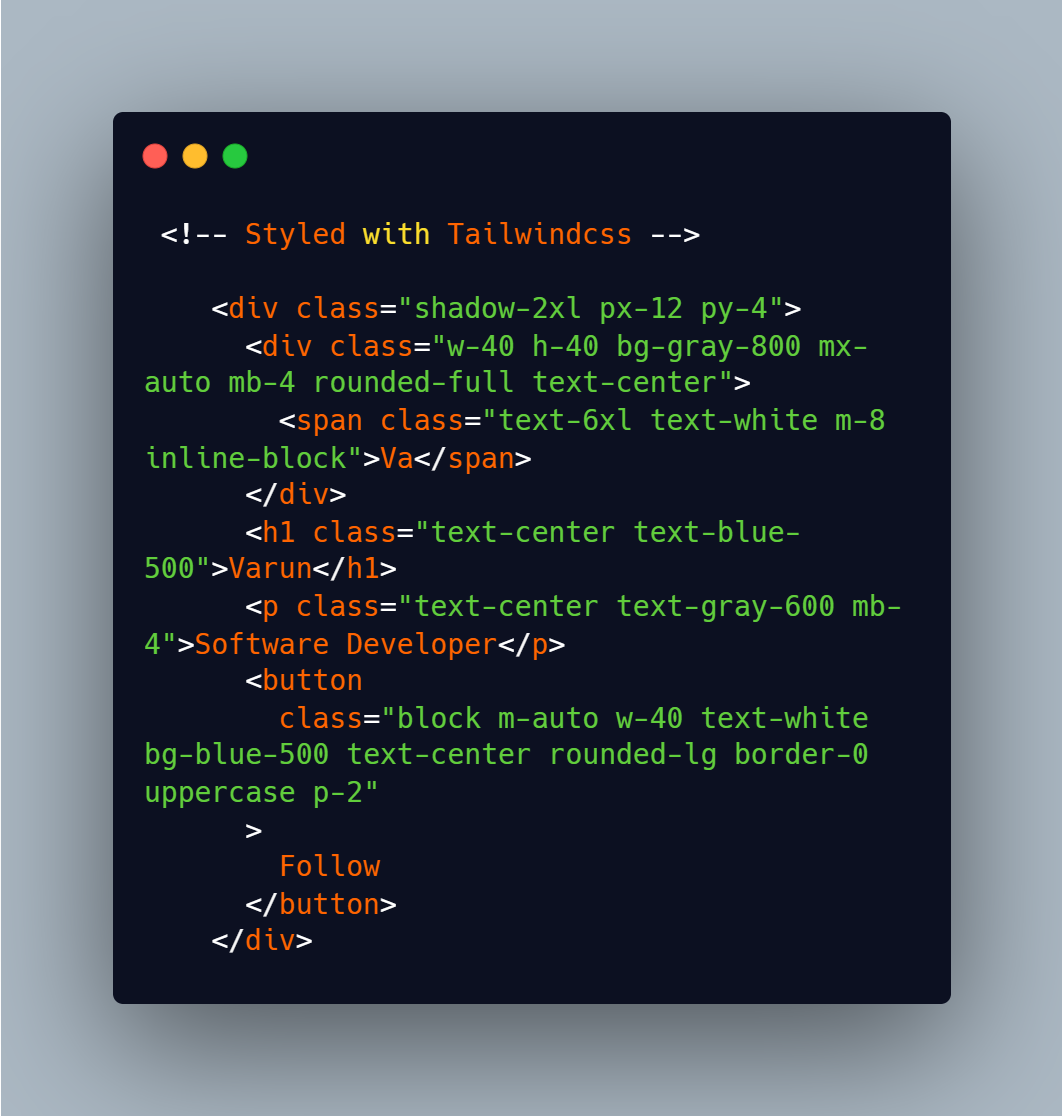 <!-- Styled with Tailwindcss -->
<div class="shadow-2xl px-12 py-4">
<div class="w-40 h-40 bg-gray-800 mx-
auto mb-4 rounded-full text-center">
<span class="text-6xl text-white m-8
inline-block">Va</span>
</div>
<h1 class="text-center text-blue-
500">Varun</h1>
<p class="text-center text-gray-600 mb-
4">Software Developer</p>
<button
class="block m-auto w-40 text-white
bg-blue-500 text-center rounded-lg border-0
uppercase p-2"
>
Follow
</button>
</div>